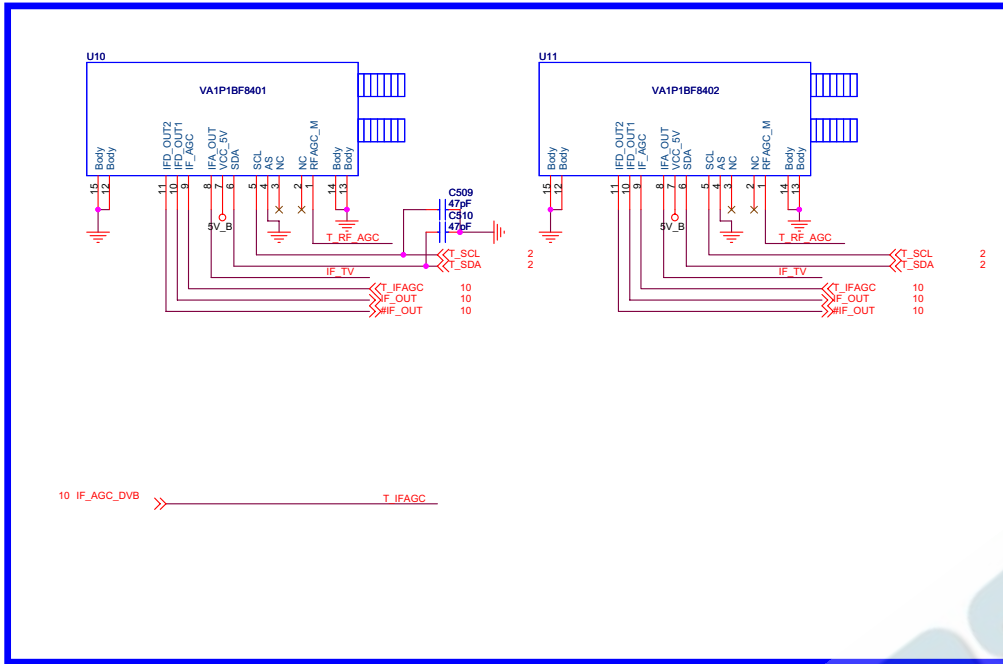 U10
U11
VA1P1BF8401
VA1P1BF8402
Body
Body
IFD_OUT2
IFD_OUT1
IF_AGC
IFA_OUT
VCC_5V
SDA
SCL
AS
NC
NC
RFAGC_M
Body
Body
Body
Body
IFD_OUT2
IFD_OUT1
IF_AGC
IFA_OUT
VCC_5V
SDA
SCL
AS
NC
NC
RFAGC_M
Body
Body
15
12
11
10
9
8
7
6
5
4
3
2
1
14
13
15
12
11
10
9
8
7
6
5
4
3
2
1
14
13
C509
47pF
C510
47pF
5V_B
5V_B
T_RF_AGC
T_RF_AGC
T_SCL 2
T_SDA 2
T_SCL 2
T_SDA 2
IF_TV
IF_TV
T_IFAGC 10
IF_OUT 10
#IF_OUT 10
T_IFAGC 10
IF_OUT 10
#IF_OUT 10
10 IF_AGC_DVB
T_IFAGC